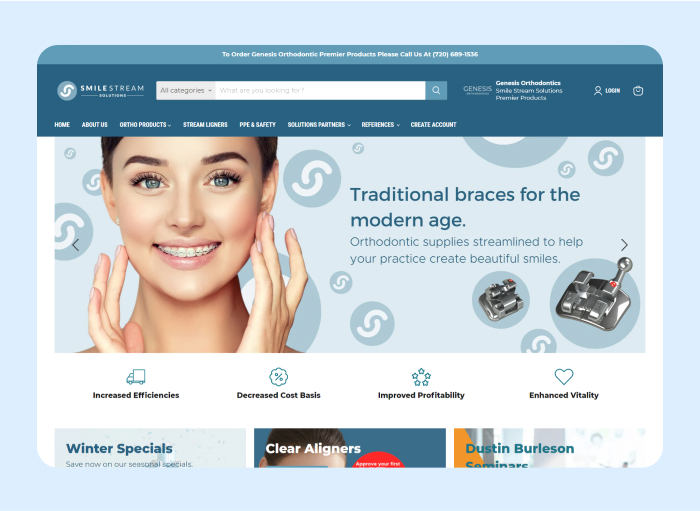 To Order Genesis Orthodontic Premier Products Please Call Us At (720) 689-1536
SMILESTREAM
SOLUTIONS
All categories
What are you looking for?
GENESIS
Genesis Orthodontics
Smile Stream Solutions
Premier Products
LOGIN
HOME ABOUT US ORTHO PRODUCTS STREAM LIGNERS PPE & SAFETY SOLUTIONS PARTNERS REFERENCES CREATE ACCOUNT
Traditional braces for the
modern age.
Orthodontic supplies streamlined to help
your practice create beautiful smiles.
Increased Efficiencies
Decreased Cost Basis
Improved Profitability
Enhanced Vitality
Winter Specials
Save now on our seasonal specials.
Clear Aligners
Approve your first
Dustin Burleson
Seminars